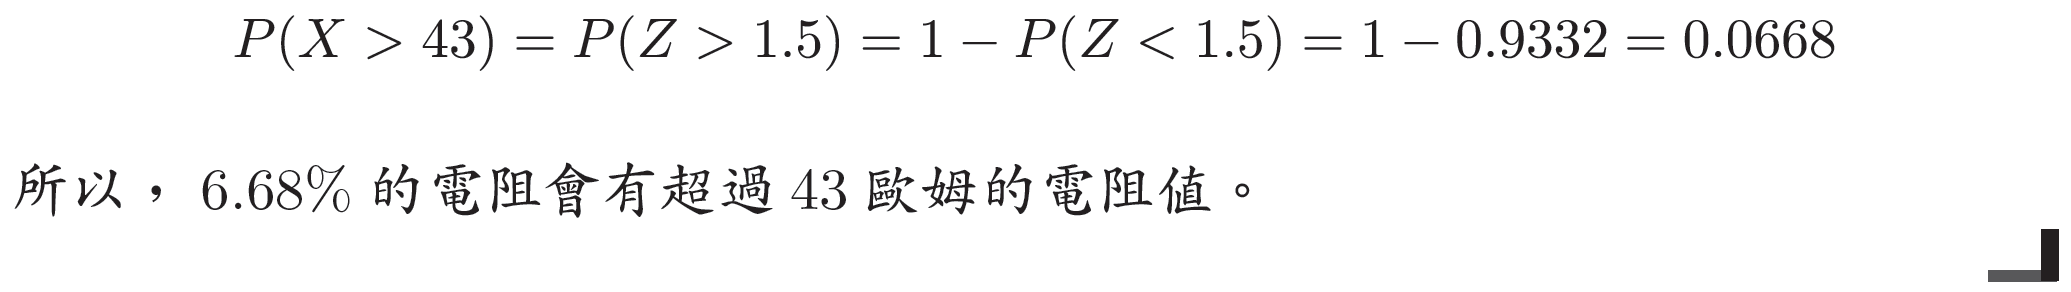 P(X > 43) = P(Z > 1.5) = 1 − P(Z < 1.5) = 1 − 0.9332 = 0.0668
所以，6.68% 的電阻會有超過 43 歐姆的電阻值。